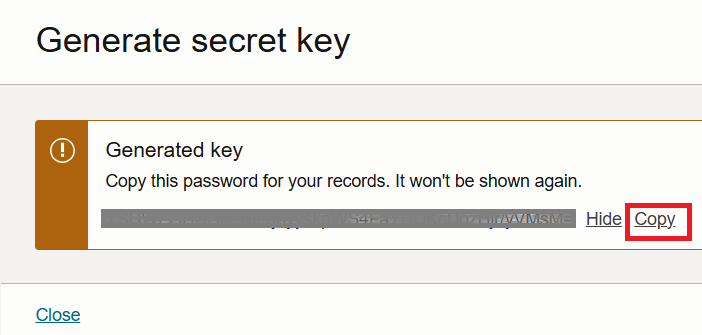 Generate secret key
Generated key
Copy this password for your records. It won't be shown again.
Hide Copy
Close